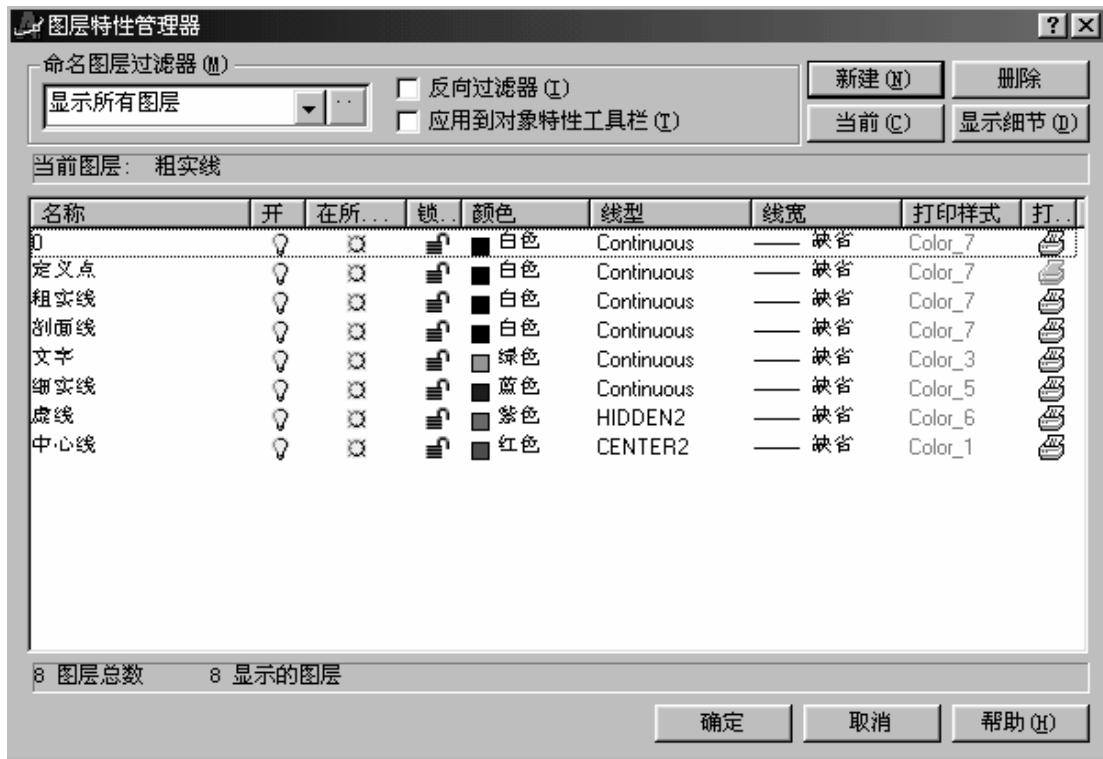 图层特性管理器
命名图层过滤器(M)
显示所有图层
反向过滤器(I)
应用到对象特性工具栏(T)
新建(N)
删除
当前(C)
显示细节(D)
当前图层: 粗实线
名称 开 在所... 锁.. 颜色 线型 线宽 打印样式 打..
0 白色 Continuous 缺省 Color_7
定义点 白色 Continuous 缺省 Color_7
粗实线 白色 Continuous 缺省 Color_7
剖面线 白色 Continuous 缺省 Color_7
文字 绿色 Continuous 缺省 Color_3
细实线 蓝色 Continuous 缺省 Color_5
虚线 紫色 HIDDEN2 缺省 Color_6
中心线 红色 CENTER2 缺省 Color_1
8 图层总数 8 显示的图层
确定 取消 帮助(H)